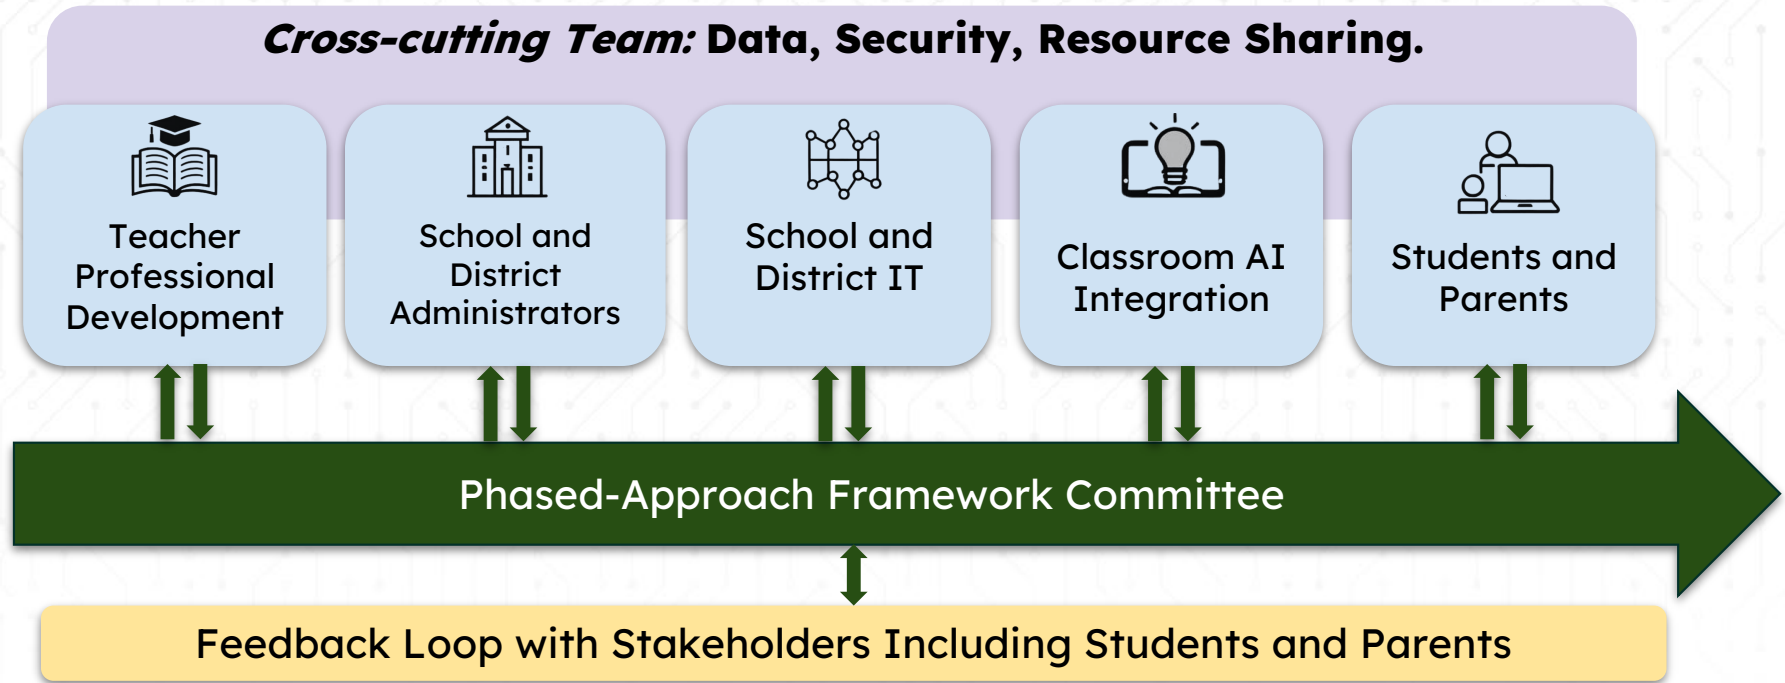 Cross-cutting Team: Data, Security, Resource Sharing.
Teacher
Professional
Development
School and
District
Administrators
School and
District IT
Classroom AI
Integration
Students and
Parents
Phased-Approach Framework Committee
Feedback Loop with Stakeholders Including Students and Parents